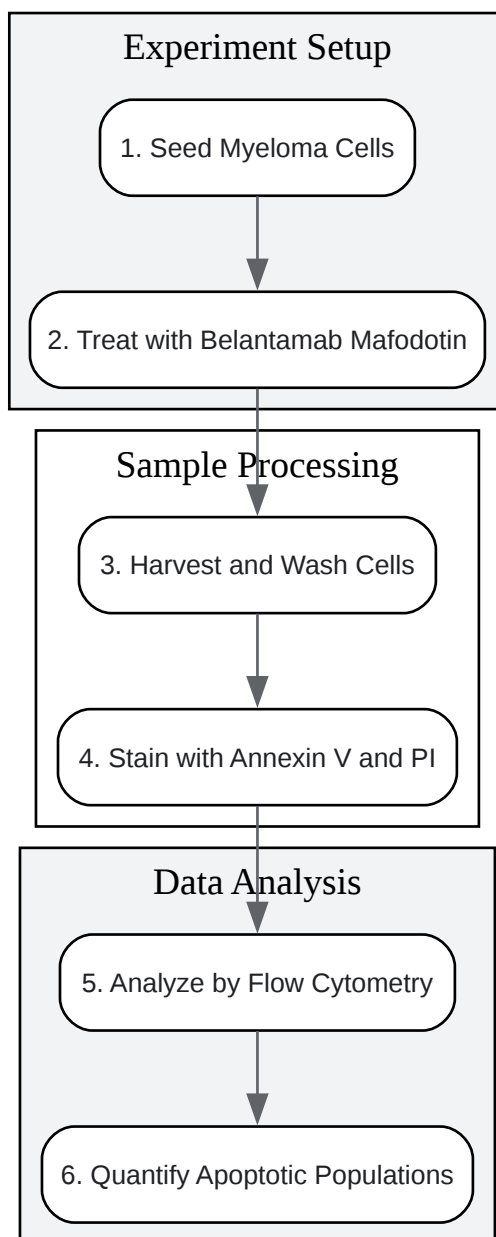 Experiment Setup
1. Seed Myeloma Cells
2. Treat with Belantamab Mafodotin
Sample Processing
3. Harvest and Wash Cells
4. Stain with Annexin V and PI
Data Analysis
5. Analyze by Flow Cytometry
6. Quantify Apoptotic Populations